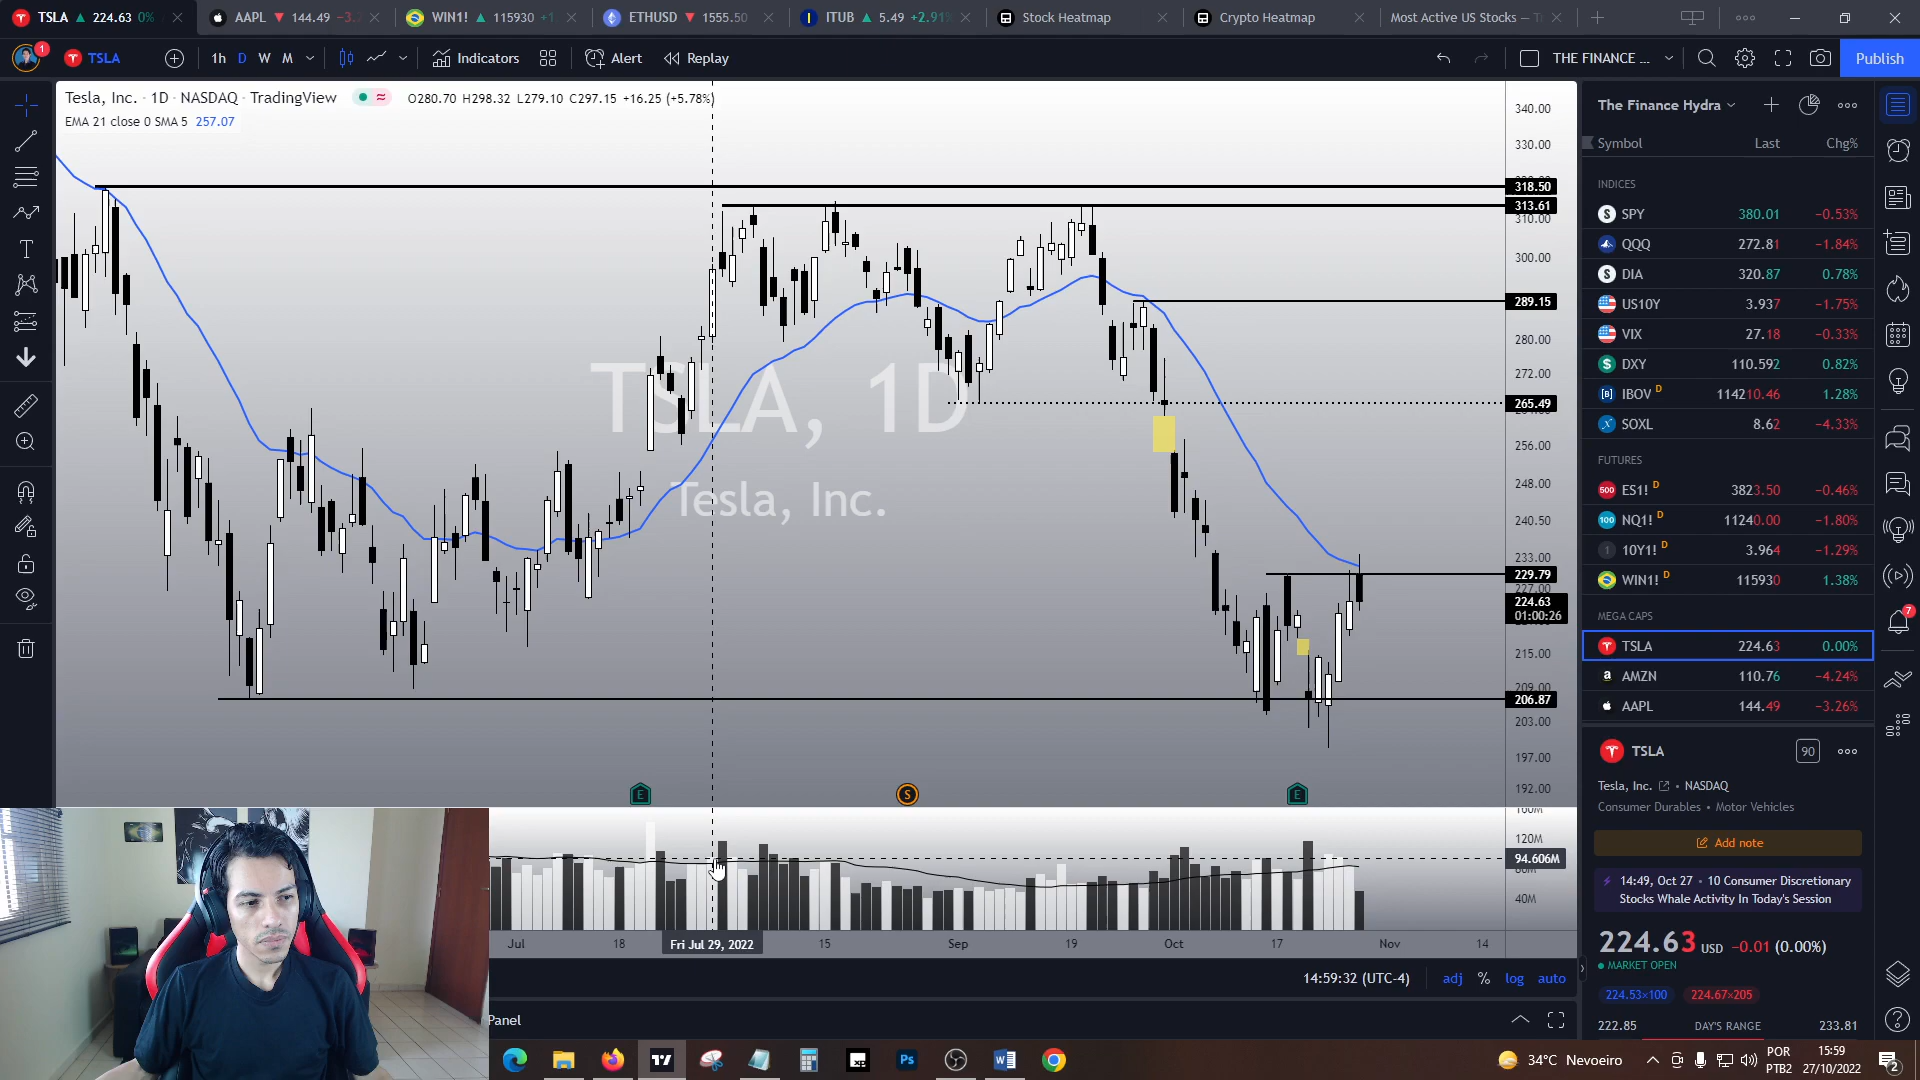 TSLA ▲ 224.63 0%
AAPL ▼ 144.49 −3.2
WIN1! ▲ 115930 +1
ETHUSD ▼ 1555.50
ITUB ▲ 5.49 +2.91%
Stock Heatmap
Crypto Heatmap
Most Active US Stocks — T
1
TSLA
1h D W M
Indicators
Alert
Replay
THE FINANCE ...
Publish
Tesla, Inc. · 1D · NASDAQ · TradingView
O280.70 H298.32 L279.10 C297.15 +16.25 (+5.78%)
EMA 21 close 0 SMA 5 257.07
TSLA, 1D
Tesla, Inc.
340.00
330.00
318.50
313.61
310.00
300.00
289.15
280.00
272.00
265.49
256.00
248.00
240.50
233.00
229.79
227.00
224.63
01:00:26
215.00
209.00
206.87
203.00
197.00
192.00
E
S
E
160M
120M
94.606M
80M
40M
Jul
18
Fri Jul 29, 2022
15
Sep
19
Oct
17
Nov
14
14:59:32 (UTC-4)
adj % log auto
Panel
The Finance Hydra
Symbol Last Chg%
INDICES
SPY 380.01 −0.53%
QQQ 272.81 −1.84%
DIA 320.87 0.78%
US10Y 3.937 −1.75%
VIX 27.18 −0.33%
DXY 110.592 0.82%
IBOV D 114210.46 1.28%
SOXL 8.62 −4.33%
FUTURES
ES1! D 3823.50 −0.46%
NQ1! D 11240.00 −1.80%
10Y1! D 3.964 −1.29%
WIN1! D 115930 1.38%
MEGA CAPS
TSLA 224.63 0.00%
AMZN 110.76 −4.24%
AAPL 144.49 −3.26%
TSLA
90
Tesla, Inc. • NASDAQ
Consumer Durables • Motor Vehicles
Add note
14:49, Oct 27 • 10 Consumer Discretionary
Stocks Whale Activity In Today's Session
224.63 USD −0.01 (0.00%)
MARKET OPEN
224.53×100 224.67×205
222.85 DAY'S RANGE 233.81
7
34°C Nevoeiro
POR
PTB2
15:59
27/10/2022
2